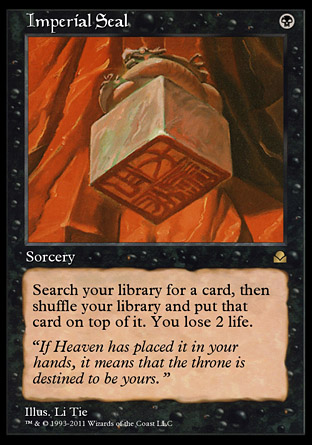 Imperial Seal
Sorcery
Search your library for a card, then
shuffle your library and put that
card on top of it. You lose 2 life.
“If Heaven has placed it in your
hands, it means that the throne is
destined to be yours.”
Illus. Li Tie
™ & © 1993-2011 Wizards of the Coast LLC